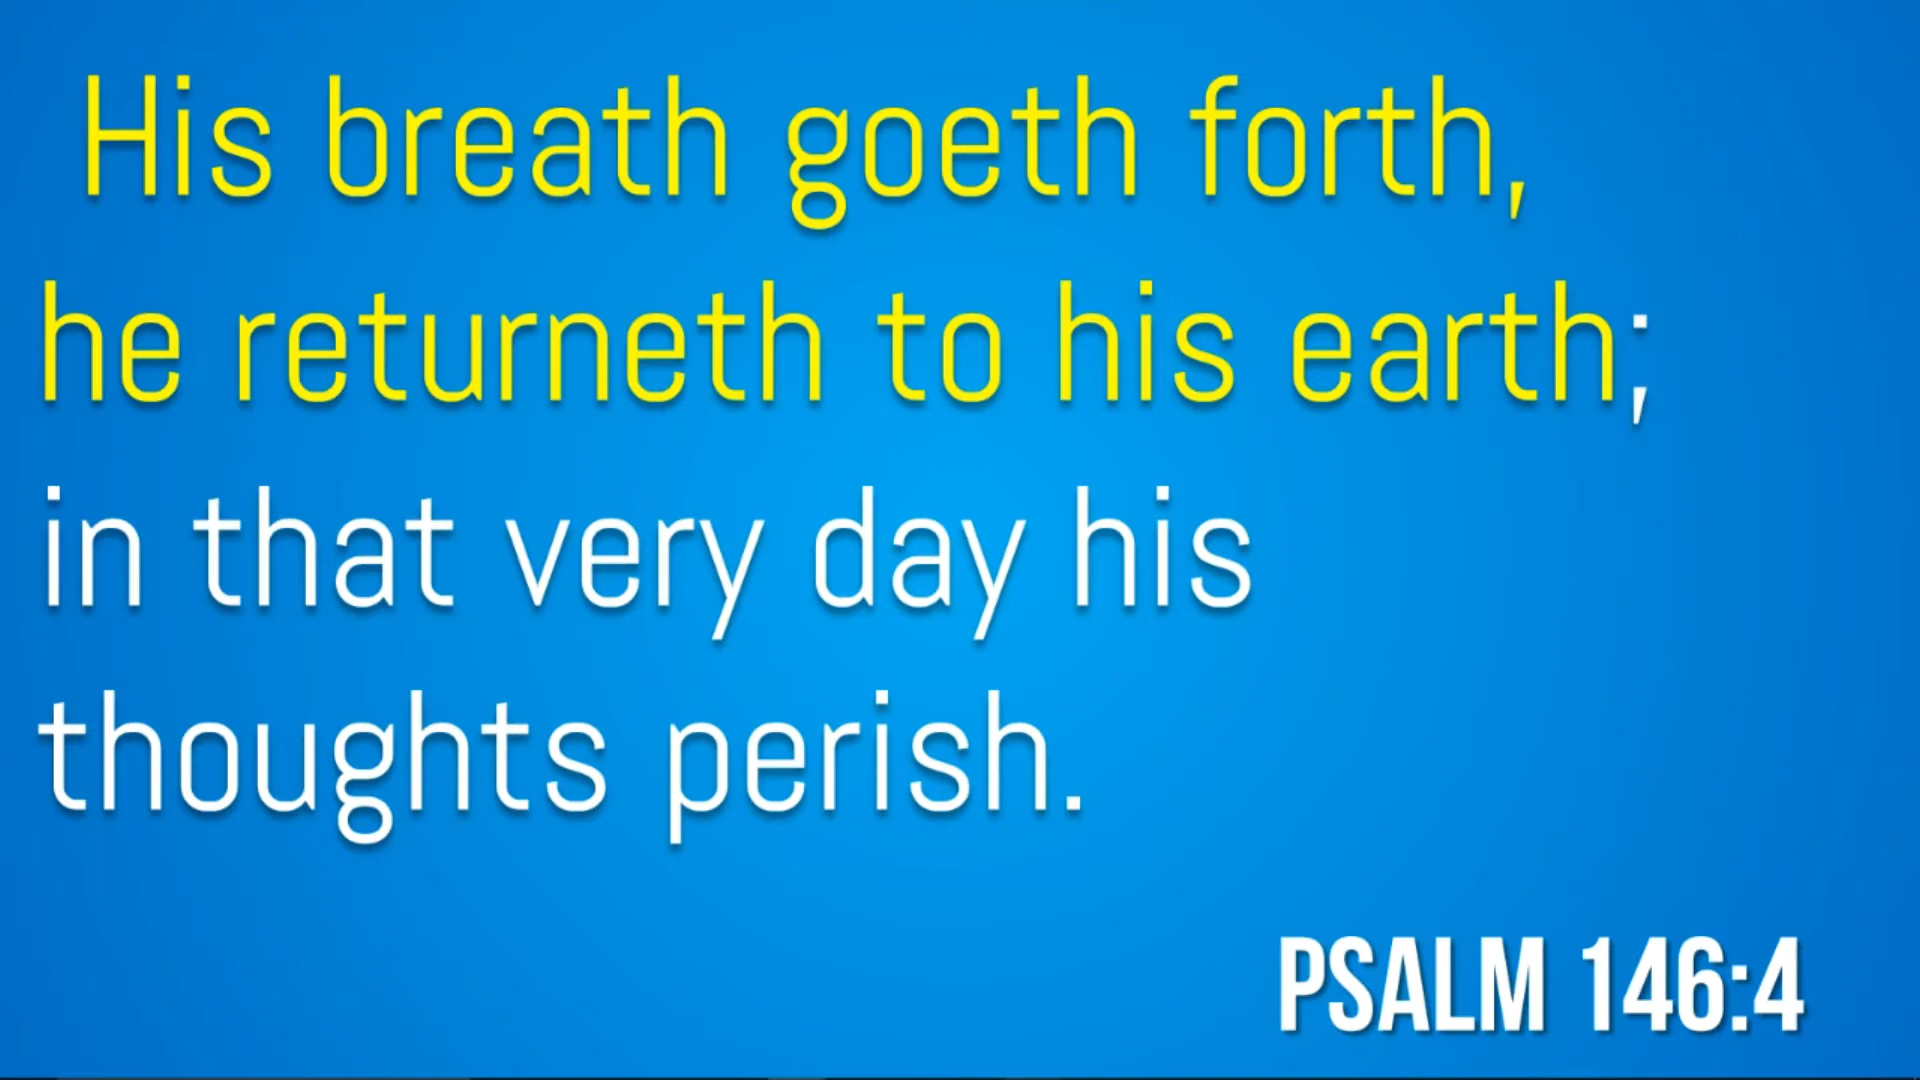 His breath goeth forth,
he returneth to his earth;
in that very day his
thoughts perish.
PSALM 146:4